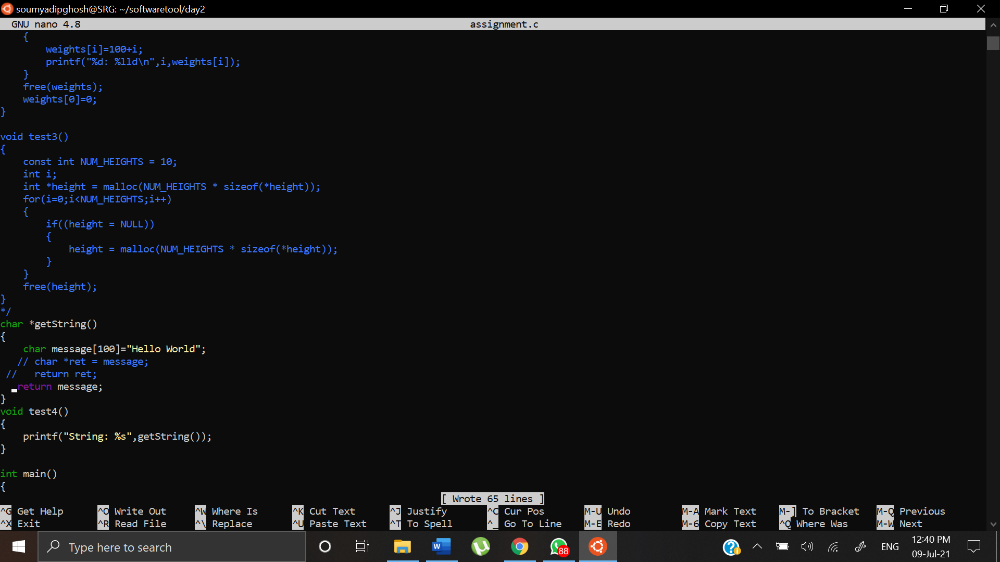 soumyadipghosh@SRG: ~/softwaretool/day2
GNU nano 4.8 assignment.c
{
weights[i]=100+i;
printf("%d: %lld\n",i,weights[i]);
}
free(weights);
weights[0]=0;
}
void test3()
{
const int NUM_HEIGHTS = 10;
int i;
int *height = malloc(NUM_HEIGHTS * sizeof(*height));
for(i=0;i<NUM_HEIGHTS;i++)
{
if((height = NULL))
{
height = malloc(NUM_HEIGHTS * sizeof(*height));
}
}
free(height);
}
*/
char *getString()
{
char message[100]="Hello World";
// char *ret = message;
// return ret;
return message;
}
void test4()
{
printf("String: %s",getString());
}
int main()
{
[ Wrote 65 lines ]
^G Get Help ^O Write Out ^W Where Is ^K Cut Text ^J Justify ^C Cur Pos M-U Undo M-A Mark Text M-] To Bracket M-Q Previous
^X Exit ^R Read File ^\ Replace ^U Paste Text ^T To Spell ^_ Go To Line M-E Redo M-6 Copy Text ^Q Where Was M-W Next
Type here to search W 88 ? ENG 12:40 PM
09-Jul-21